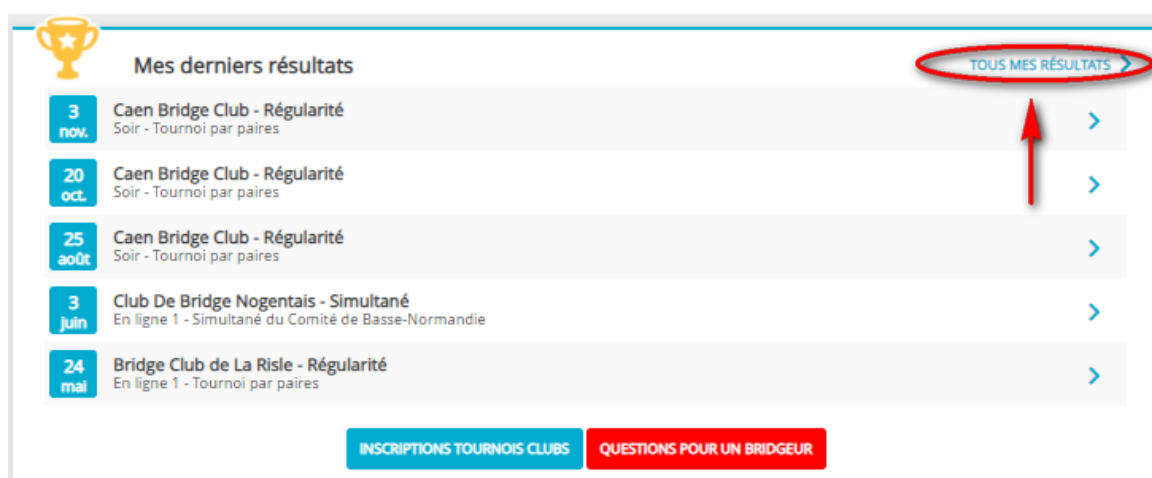 Mes derniers résultats
TOUS MES RÉSULTATS
3
nov.
Caen Bridge Club - Régularité
Soir - Tournoi par paires
20
oct.
Caen Bridge Club - Régularité
Soir - Tournoi par paires
25
août
Caen Bridge Club - Régularité
Soir - Tournoi par paires
3
juin
Club De Bridge Nogentais - Simultané
En ligne 1 - Simultané du Comité de Basse-Normandie
24
mai
Bridge Club de La Risle - Régularité
En ligne 1 - Tournoi par paires
INSCRIPTIONS TOURNOIS CLUBS
QUESTIONS POUR UN BRIDGEUR